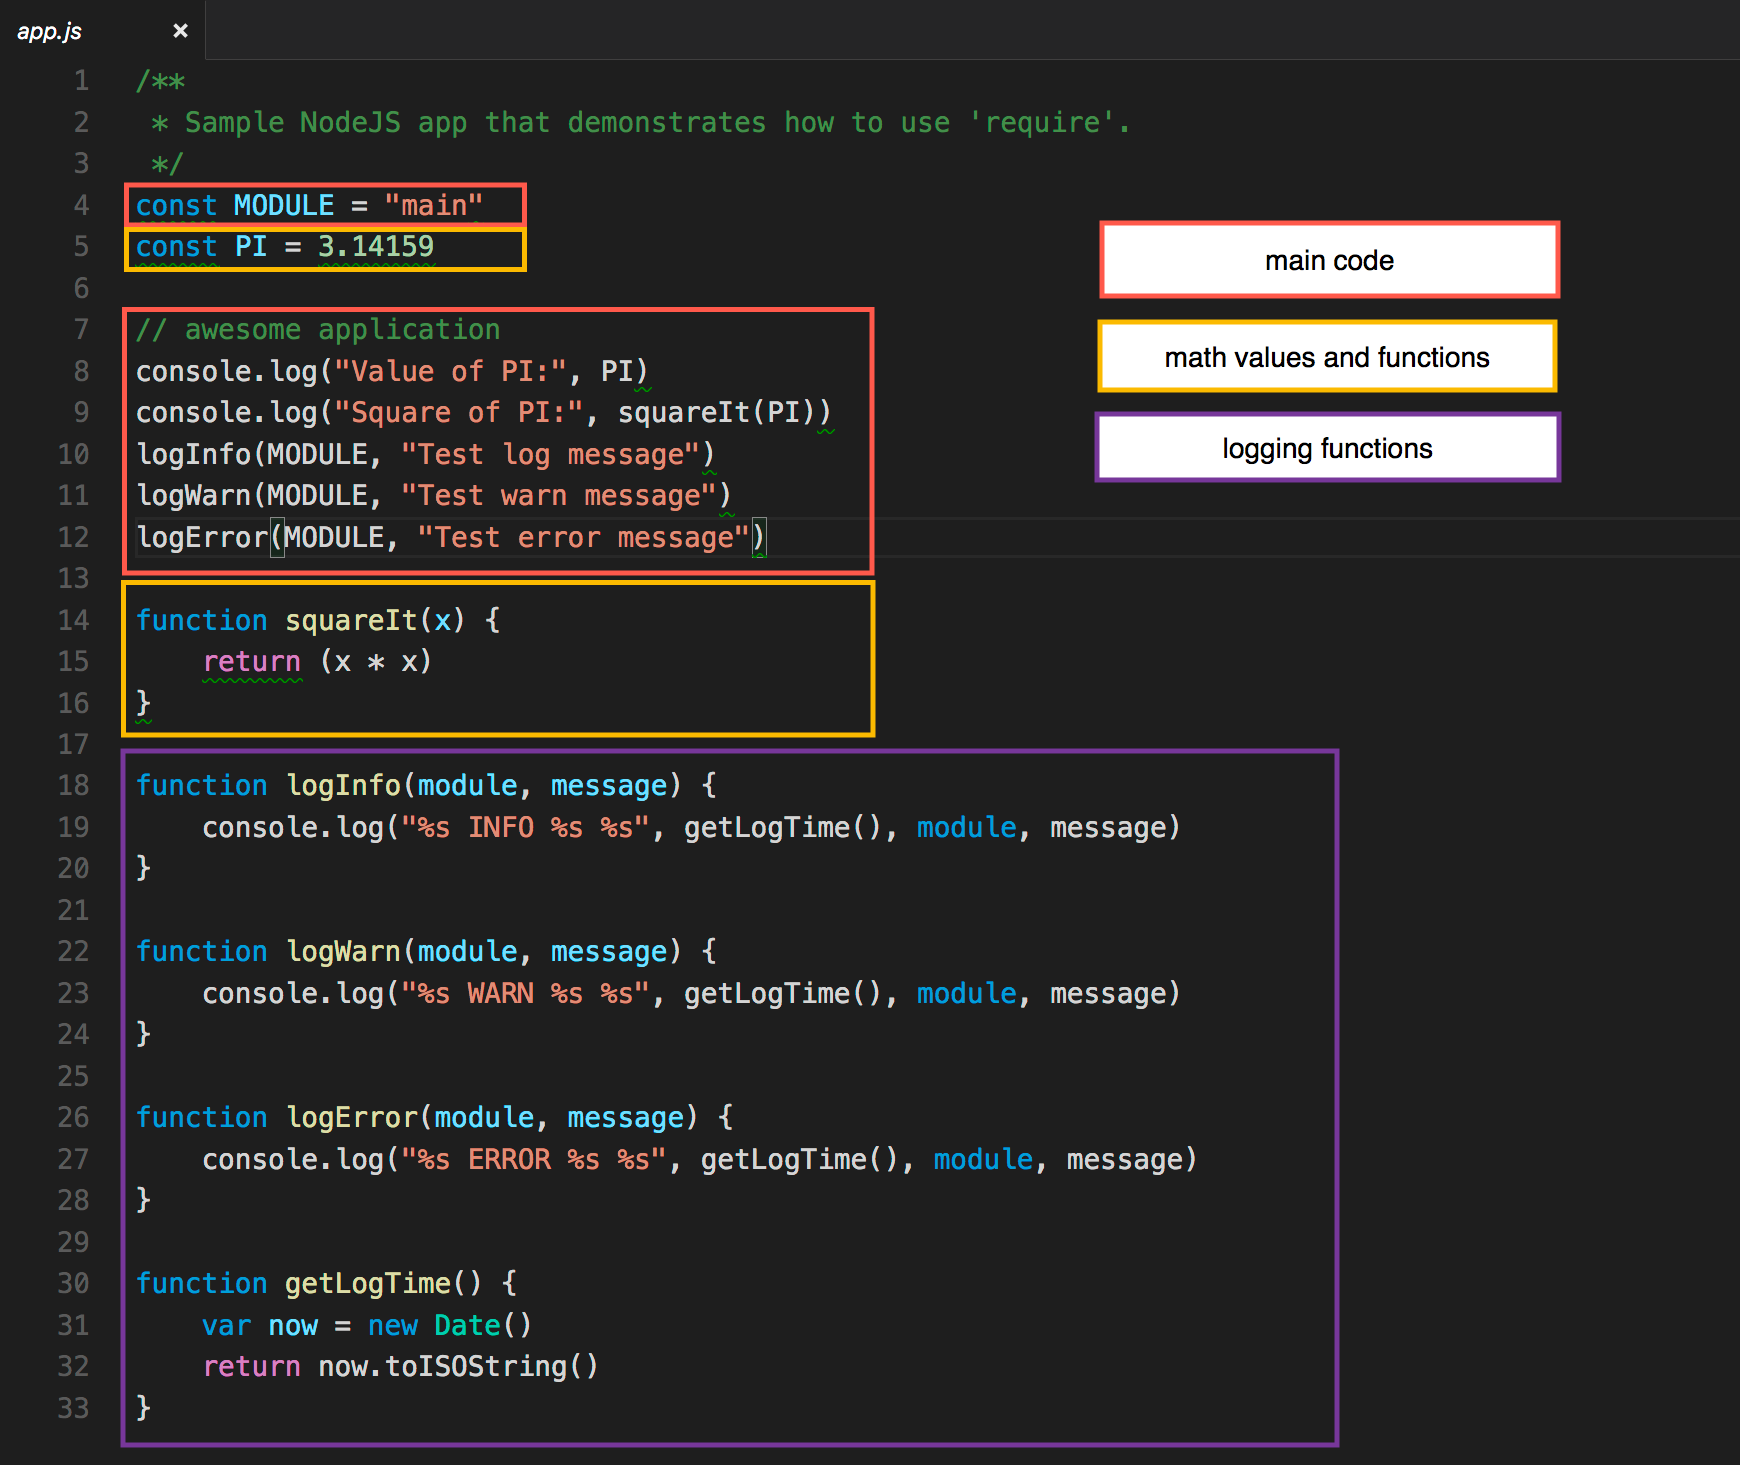 app.js ×
1 /**
2  * Sample NodeJS app that demonstrates how to use 'require'.
3  */
4 const MODULE = "main"
5 const PI = 3.14159
6
7 // awesome application
8 console.log("Value of PI:", PI)
9 console.log("Square of PI:", squareIt(PI))
10 logInfo(MODULE, "Test log message")
11 logWarn(MODULE, "Test warn message")
12 logError(MODULE, "Test error message")
13
14 function squareIt(x) {
15     return (x * x)
16 }
17
18 function logInfo(module, message) {
19     console.log("%s INFO %s %s", getLogTime(), module, message)
20 }
21
22 function logWarn(module, message) {
23     console.log("%s WARN %s %s", getLogTime(), module, message)
24 }
25
26 function logError(module, message) {
27     console.log("%s ERROR %s %s", getLogTime(), module, message)
28 }
29
30 function getLogTime() {
31     var now = new Date()
32     return now.toISOString()
33 }
main code
math values and functions
logging functions